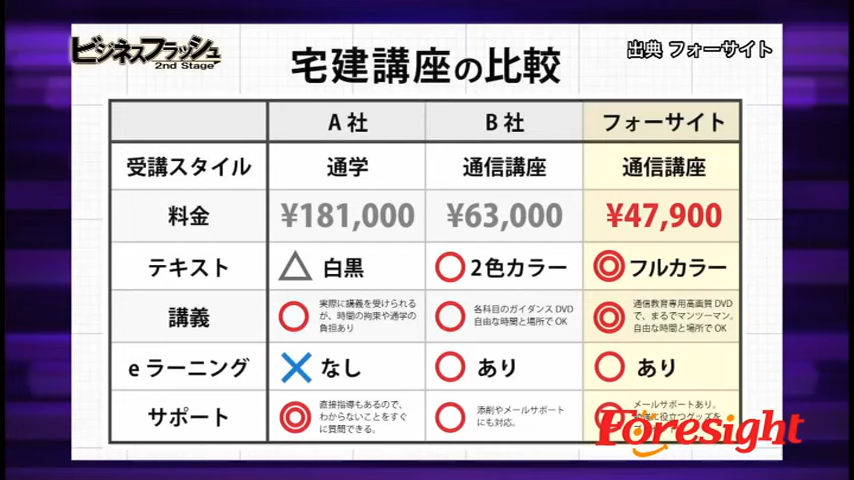 ビジネスフラッシュ
2nd Stage
宅建講座の比較
出典 フォーサイト
A社 B社 フォーサイト
受講スタイル 通学 通信講座 通信講座
料金 ¥181,000 ¥63,000 ¥47,900
テキスト △ 白黒 ○ 2色カラー ◎ フルカラー
講義 ○ 実際に講義を受けられる ○ 各科目のガイダンスDVD ◎ 通信教育専用高画質DVD
が、時間の拘束や通学の 自由な時間と場所でOK で、まるでマンツーマン。
負担あり 自由な時間と場所でOK
eラーニング × なし ○ あり ○ あり
サポート ◎ 直接指導もあるので、 ○ 添削やメールサポート メールサポートあり。
わからないことをすぐ にも対応。 に役立つグッズを
に質問できる。
Foresight